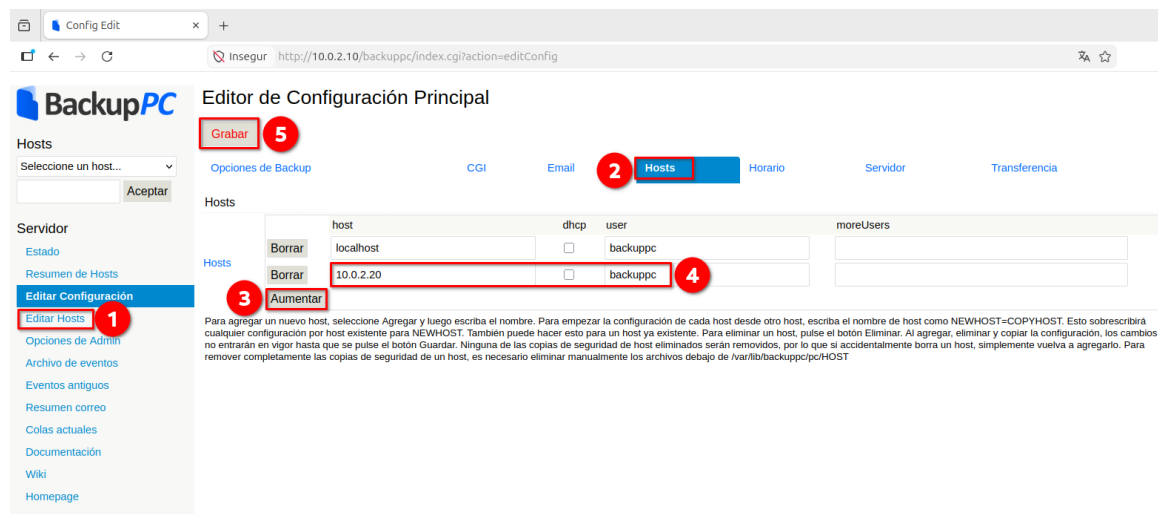 Config Edit
Insegur http://10.0.2.10/backuppc/index.cgi?action=editConfig
BackupPC
Hosts
Seleccione un host...
Aceptar
Servidor
Estado
Resumen de Hosts
Editar Configuración
Editar Hosts 1
Opciones de Admin
Archivo de eventos
Eventos antiguos
Resumen correo
Colas actuales
Documentación
Wiki
Homepage
Editor de Configuración Principal
Grabar 5
Opciones de Backup CGI Email 2 Hosts Horario Servidor Transferencia
Hosts
host dhcp user moreUsers
Hosts
Borrar localhost backuppc
Borrar 10.0.2.20 backuppc 4
3 Aumentar
Para agregar un nuevo host, seleccione Agregar y luego escriba el nombre. Para empezar la configuración de cada host desde otro host, escriba el nombre de host como NEWHOST=COPYHOST. Esto sobrescribirá
cualquier configuración por host existente para NEWHOST. También puede hacer esto para un host ya existente. Para eliminar un host, pulse el botón Eliminar. Al agregar, eliminar y copiar la configuración, los cambios
no entrarán en vigor hasta que se pulse el botón Guardar. Ninguna de las copias de seguridad de host eliminados serán removidos, por lo que si accidentalmente borra un host, simplemente vuelva a agregarlo. Para
remover completamente las copias de seguridad de un host, es necesario eliminar manualmente los archivos debajo de /var/lib/backuppc/pc/HOST